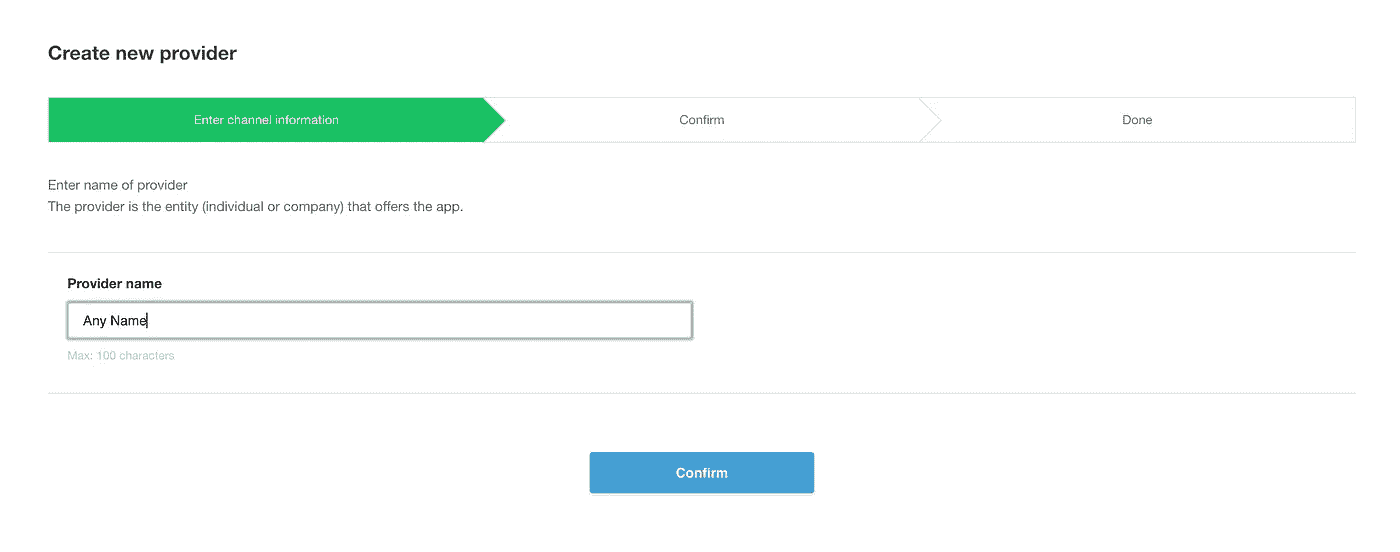 Create new provider
Enter channel information
Confirm
Done
Enter name of provider
The provider is the entity (individual or company) that offers the app.
Provider name
Any Name
Max: 100 characters
Confirm